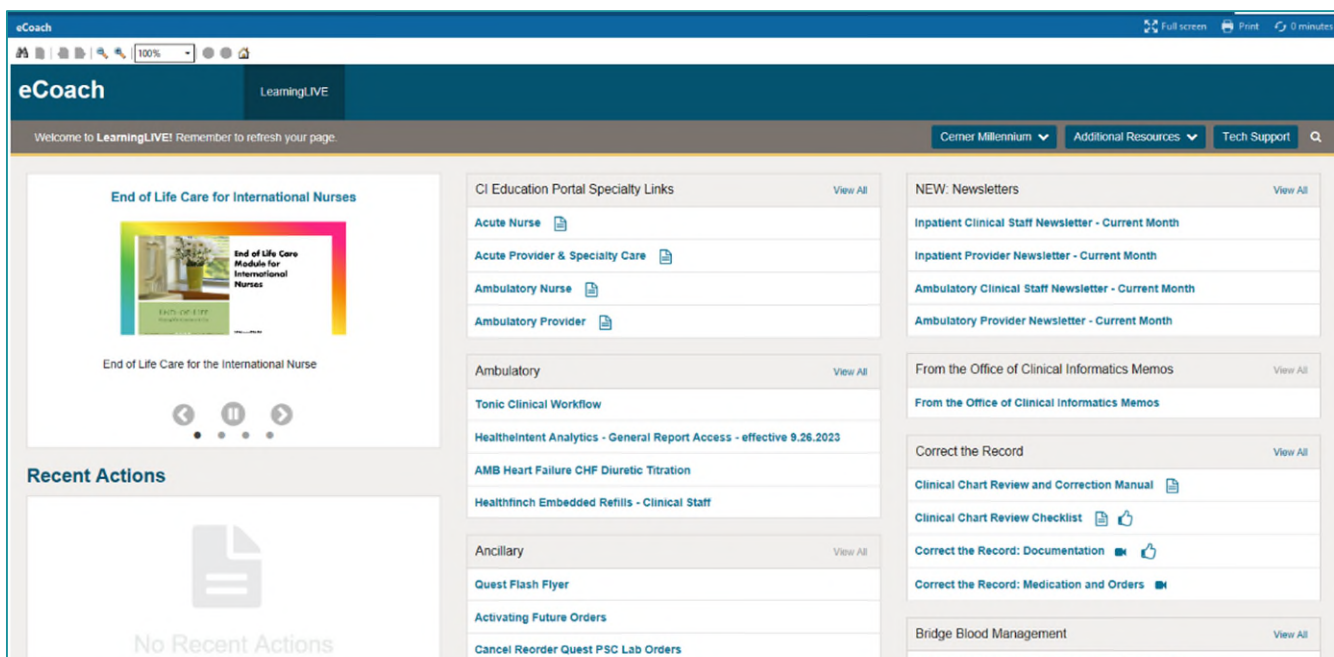 eCoach
Full screen Print 0 minutes
100%
eCoach
LearningLIVE
Welcome to LearningLIVE! Remember to refresh your page.
Cerner Millennium Additional Resources Tech Support
End of Life Care for International Nurses
End of Life Care
Module for
International
Nurses
END-OF-LIFE
End of Life Care for the International Nurse
Recent Actions
No Recent Actions
CI Education Portal Specialty Links View All
Acute Nurse
Acute Provider & Specialty Care
Ambulatory Nurse
Ambulatory Provider
Ambulatory View All
Tonic Clinical Workflow
HealtheIntent Analytics - General Report Access - effective 9.26.2023
AMB Heart Failure CHF Diuretic Titration
Healthfinch Embedded Refills - Clinical Staff
Ancillary View All
Quest Flash Flyer
Activating Future Orders
Cancel Reorder Quest PSC Lab Orders
NEW: Newsletters View All
Inpatient Clinical Staff Newsletter - Current Month
Inpatient Provider Newsletter - Current Month
Ambulatory Clinical Staff Newsletter - Current Month
Ambulatory Provider Newsletter - Current Month
From the Office of Clinical Informatics Memos View All
From the Office of Clinical Informatics Memos
Correct the Record View All
Clinical Chart Review and Correction Manual
Clinical Chart Review Checklist
Correct the Record: Documentation
Correct the Record: Medication and Orders
Bridge Blood Management View All